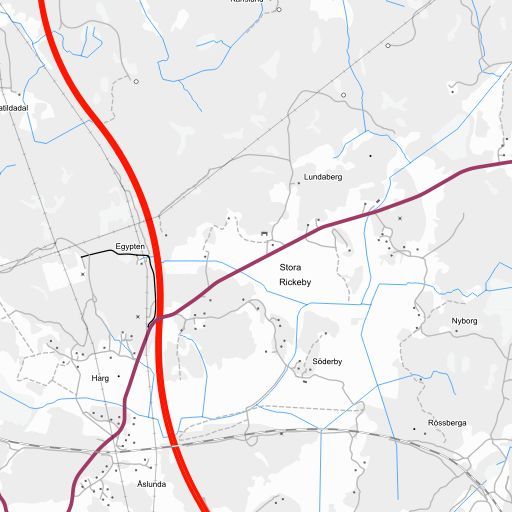 Lundaberg
Egypten
Stora
Rickeby
Nyborg
Söderby
Harg
Rössberga
Åslunda